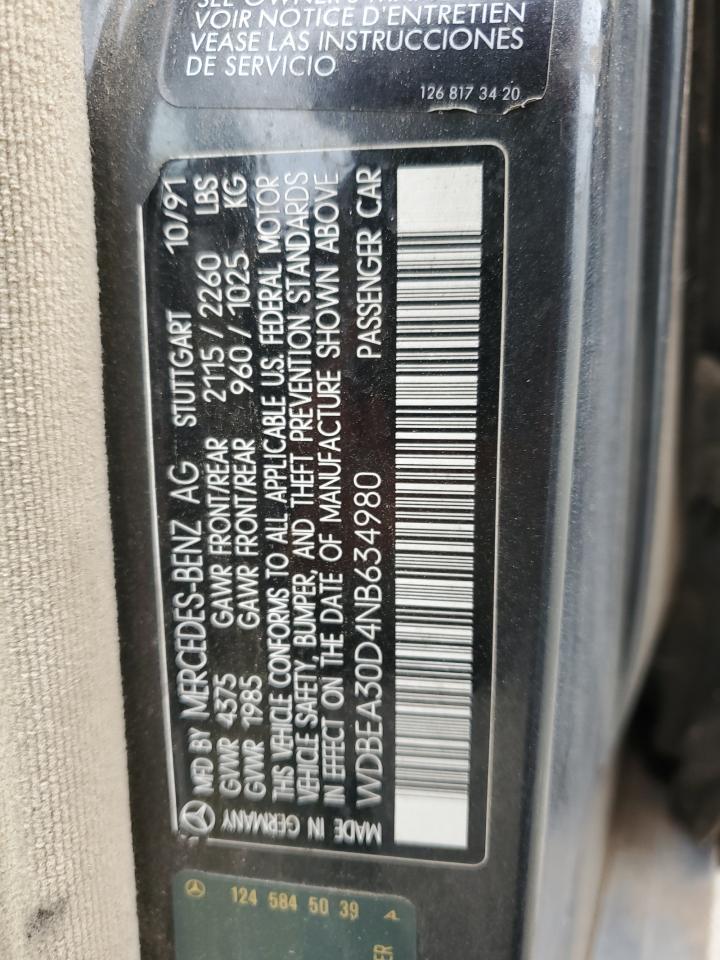 VOIR NOTICE D'ENTRETIEN
VEASE LAS INSTRUCCIONES
DE SERVICIO
126 817 34 20
MFD BY MERCEDES-BENZ AG STUTTGART 10/91
GVWR 4375 GAWR FRONT/REAR 2115 / 2260 LBS
GVWR 1985 GAWR FRONT/REAR 960 / 1025 KG
THIS VEHICLE CONFORMS TO ALL APPLICABLE U.S. FEDERAL MOTOR
VEHICLE SAFETY, BUMPER, AND THEFT PREVENTION STANDARDS
IN EFFECT ON THE DATE OF MANUFACTURE SHOWN ABOVE
WDBEA30D4NB634980 PASSENGER CAR
MADE IN GERMANY
124 584 50 39 A